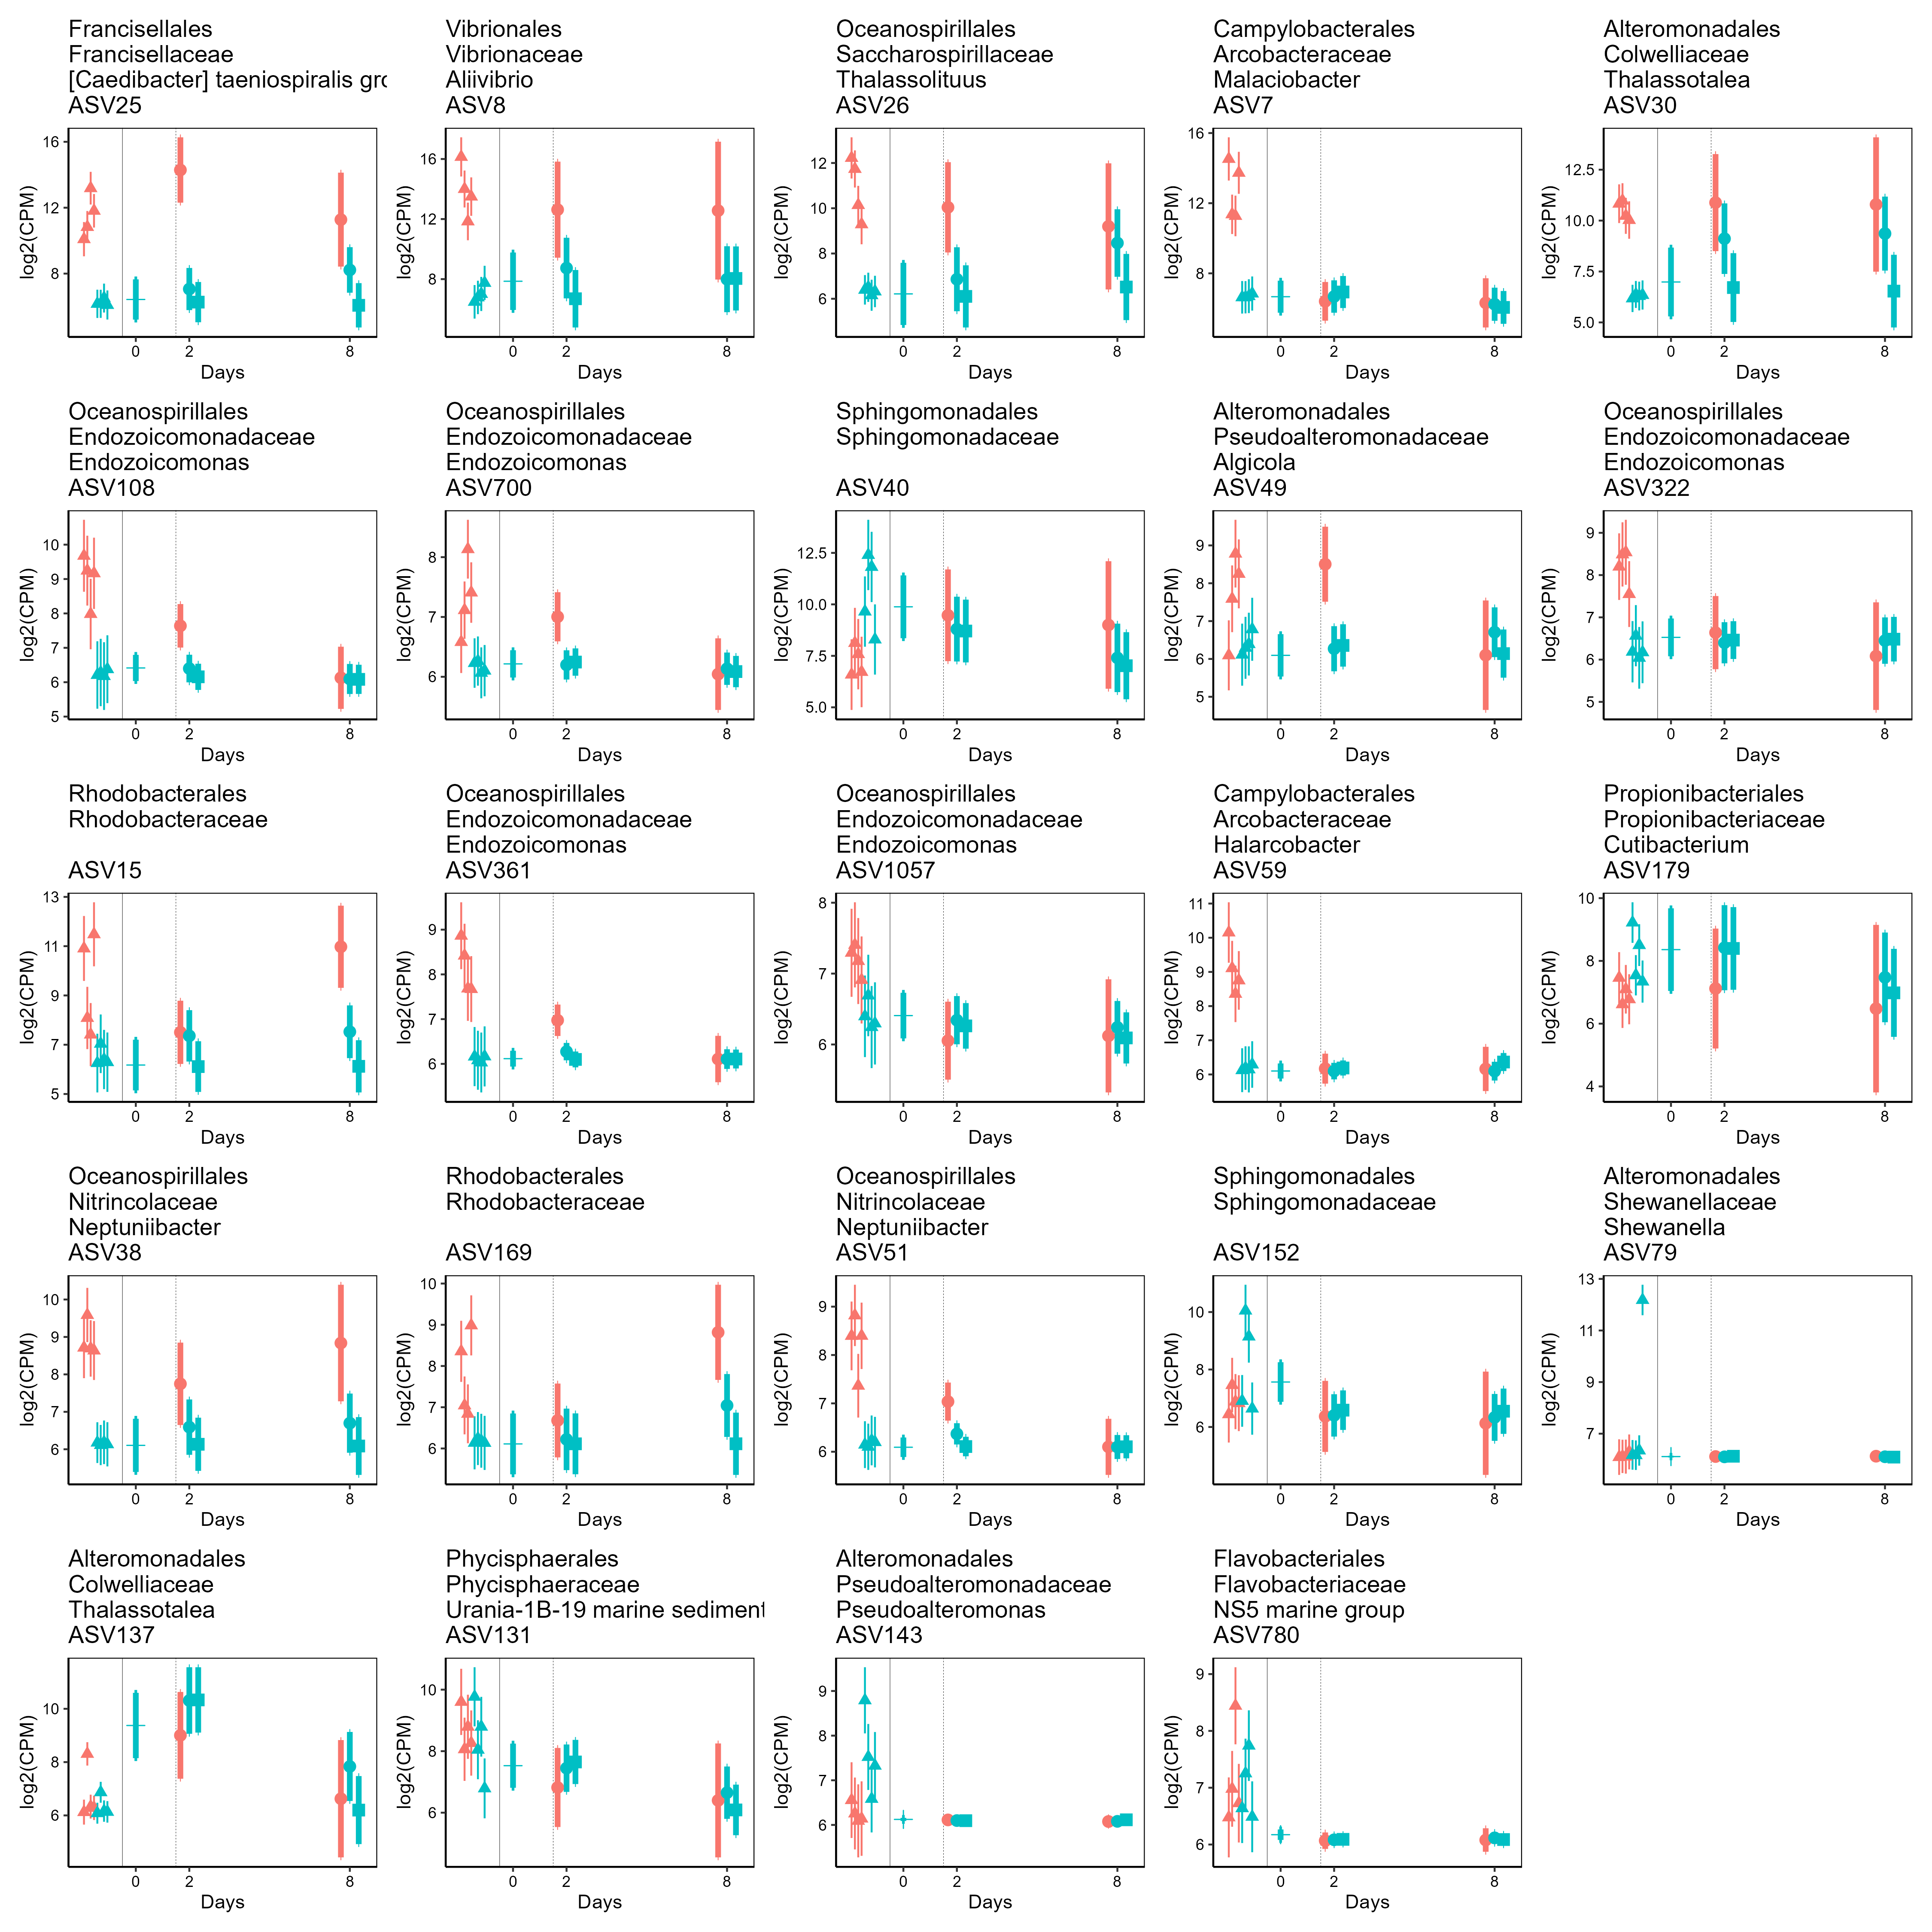 Francisellales
Francisellaceae
[Caedibacter] taeniospiralis gro
ASV25
16
12
8
log2(CPM)
0 2 8
Days
Vibrionales
Vibrionaceae
Aliivibrio
ASV8
16
12
8
log2(CPM)
0 2 8
Days
Oceanospirillales
Saccharospirillaceae
Thalassolituus
ASV26
12
10
8
6
log2(CPM)
0 2 8
Days
Campylobacterales
Arcobacteraceae
Malaciobacter
ASV7
16
12
8
log2(CPM)
0 2 8
Days
Alteromonadales
Colwelliaceae
Thalassotalea
ASV30
12.5
10.0
7.5
5.0
log2(CPM)
0 2 8
Days
Oceanospirillales
Endozoicomonadaceae
Endozoicomonas
ASV108
10
9
8
7
6
5
log2(CPM)
0 2 8
Days
Oceanospirillales
Endozoicomonadaceae
Endozoicomonas
ASV700
8
7
6
log2(CPM)
0 2 8
Days
Sphingomonadales
Sphingomonadaceae
ASV40
12.5
10.0
7.5
5.0
log2(CPM)
0 2 8
Days
Alteromonadales
Pseudoalteromonadaceae
Algicola
ASV49
9
8
7
6
5
log2(CPM)
0 2 8
Days
Oceanospirillales
Endozoicomonadaceae
Endozoicomonas
ASV322
9
8
7
6
5
log2(CPM)
0 2 8
Days
Rhodobacterales
Rhodobacteraceae
ASV15
13
11
9
7
5
log2(CPM)
0 2 8
Days
Oceanospirillales
Endozoicomonadaceae
Endozoicomonas
ASV361
9
8
7
6
log2(CPM)
0 2 8
Days
Oceanospirillales
Endozoicomonadaceae
Endozoicomonas
ASV1057
8
7
6
log2(CPM)
0 2 8
Days
Campylobacterales
Arcobacteraceae
Halarcobacter
ASV59
11
10
9
8
7
6
log2(CPM)
0 2 8
Days
Propionibacteriales
Propionibacteriaceae
Cutibacterium
ASV179
10
8
6
4
log2(CPM)
0 2 8
Days
Oceanospirillales
Nitrincolaceae
Neptuniibacter
ASV38
10
9
8
7
6
log2(CPM)
0 2 8
Days
Rhodobacterales
Rhodobacteraceae
ASV169
10
9
8
7
6
log2(CPM)
0 2 8
Days
Oceanospirillales
Nitrincolaceae
Neptuniibacter
ASV51
9
8
7
6
log2(CPM)
0 2 8
Days
Sphingomonadales
Sphingomonadaceae
ASV152
10
8
6
log2(CPM)
0 2 8
Days
Alteromonadales
Shewanellaceae
Shewanella
ASV79
13
11
9
7
log2(CPM)
0 2 8
Days
Alteromonadales
Colwelliaceae
Thalassotalea
ASV137
10
8
6
log2(CPM)
0 2 8
Days
Phycisphaerales
Phycisphaeraceae
Urania-1B-19 marine sediment
ASV131
10
8
6
log2(CPM)
0 2 8
Days
Alteromonadales
Pseudoalteromonadaceae
Pseudoalteromonas
ASV143
9
8
7
6
log2(CPM)
0 2 8
Days
Flavobacteriales
Flavobacteriaceae
NS5 marine group
ASV780
9
8
7
6
log2(CPM)
0 2 8
Days